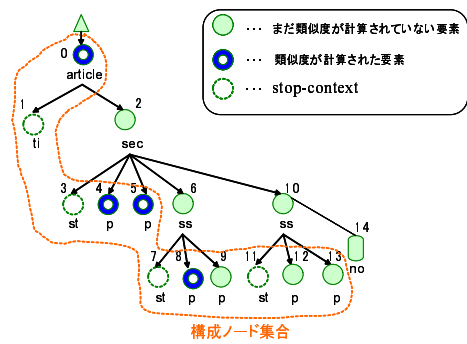 … まだ類似度が計算されていない要素
… 類似度が計算された要素
… stop-context
0
article
1
2
ti
sec
3 4 5 6 10
14
st p p ss ss
no
7 8 9 11 12 13
st p p st p p
構成ノード集合